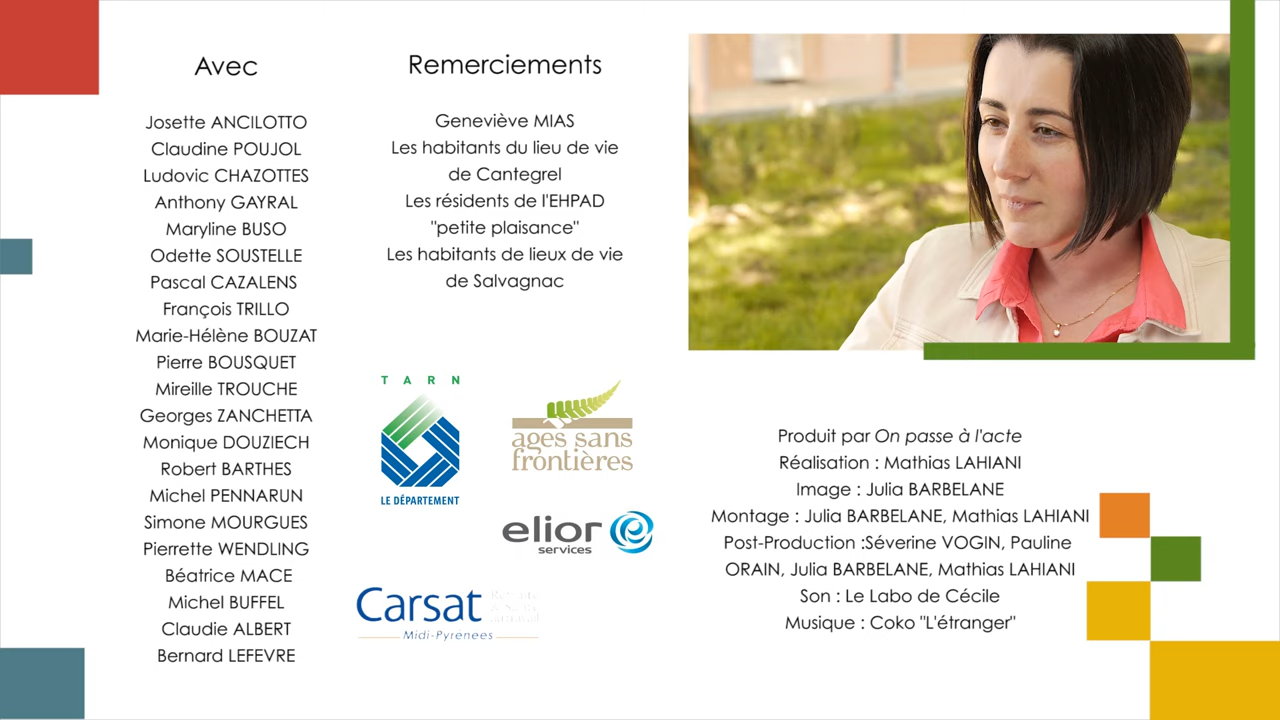 Avec
Josette ANCILOTTO
Claudine POUJOL
Ludovic CHAZOTTES
Anthony GAYRAL
Maryline BUSO
Odette SOUSTELLE
Pascal CAZALENS
François TRILLO
Marie-Hélène BOUZAT
Pierre BOUSQUET
Mireille TROUCHE
Georges ZANCHETTA
Monique DOUZIECH
Robert BARTHES
Michel PENNARUN
Simone MOURGUES
Pierrette WENDLING
Béatrice MACE
Michel BUFFEL
Claudie ALBERT
Bernard LEFEVRE
Remerciements
Geneviève MIAS
Les habitants du lieu de vie
de Cantegrel
Les résidents de l'EHPAD
"petite plaisance"
Les habitants de lieux de vie
de Salvagnac
TARN
LE DÉPARTEMENT
ages sans
frontières
elior
services
Carsat
Midi-Pyrenees
Produit par On passe à l'acte
Réalisation : Mathias LAHIANI
Image : Julia BARBELANE
Montage : Julia BARBELANE, Mathias LAHIANI
Post-Production :Séverine VOGIN, Pauline
ORAIN, Julia BARBELANE, Mathias LAHIANI
Son : Le Labo de Cécile
Musique : Coko "L'étranger"